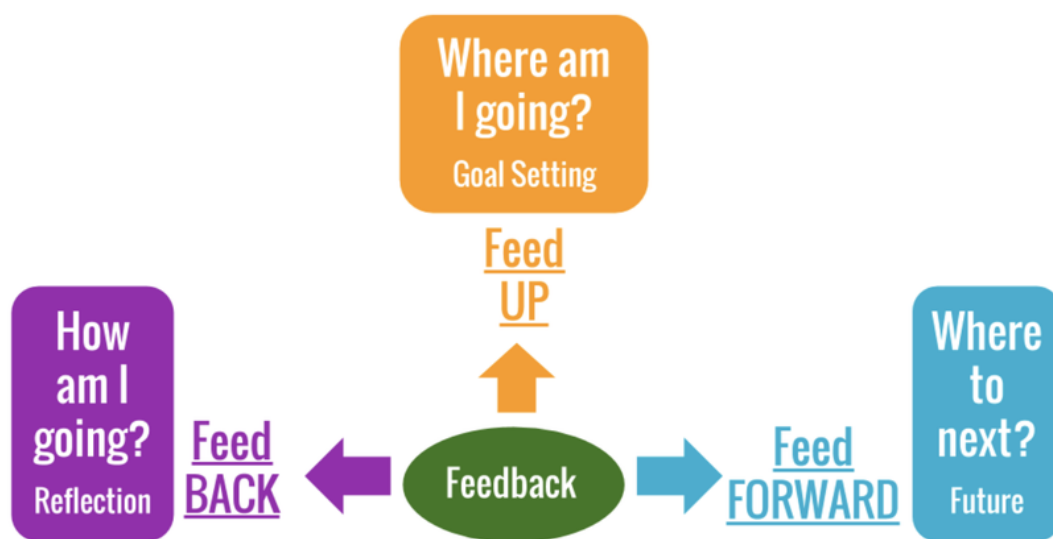 Where am
I going?
Goal Setting
Feed
UP
How
am I
going?
Reflection
Feed
BACK
Feedback
Feed
FORWARD
Where
to
next?
Future